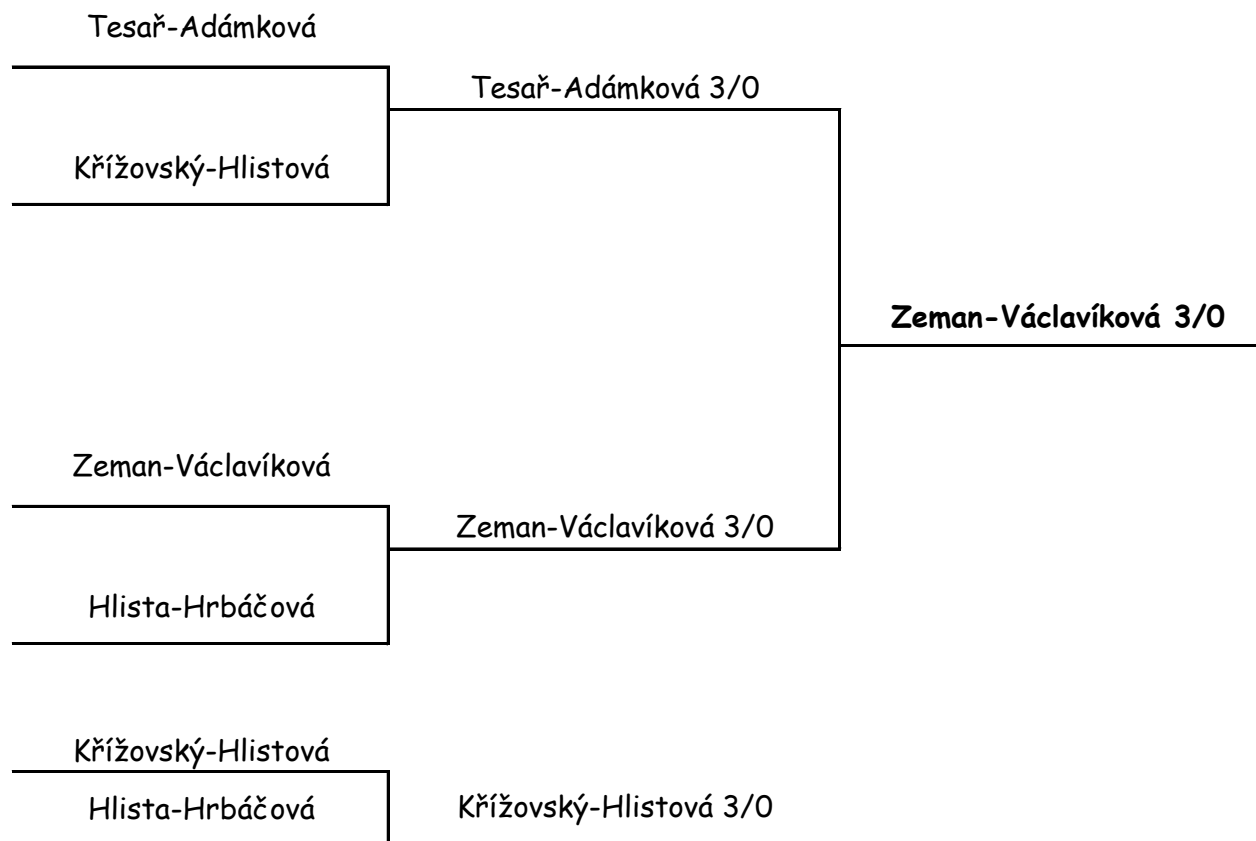 Tesař-Adámková
Tesař-Adámková 3/0
Křížovský-Hlistová
Zeman-Václavíková 3/0
Zeman-Václavíková
Zeman-Václavíková 3/0
Hlista-Hrbáčová
Křížovský-Hlistová
Hlista-Hrbáčová
Křížovský-Hlistová 3/0